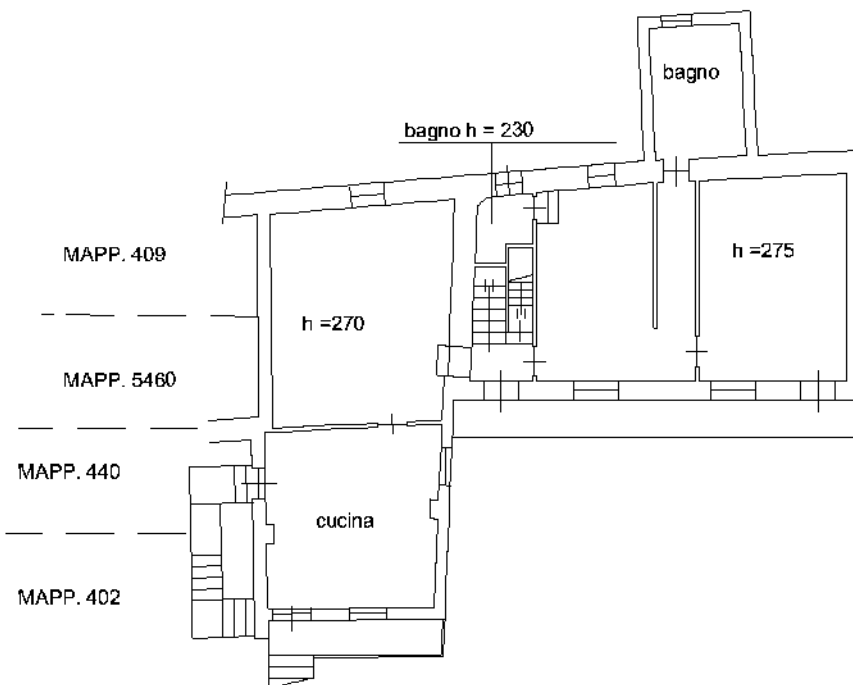 bagno
bagno h = 230
MAPP. 409
h =275
h =270
MAPP. 5460
MAPP. 440
cucina
MAPP. 402